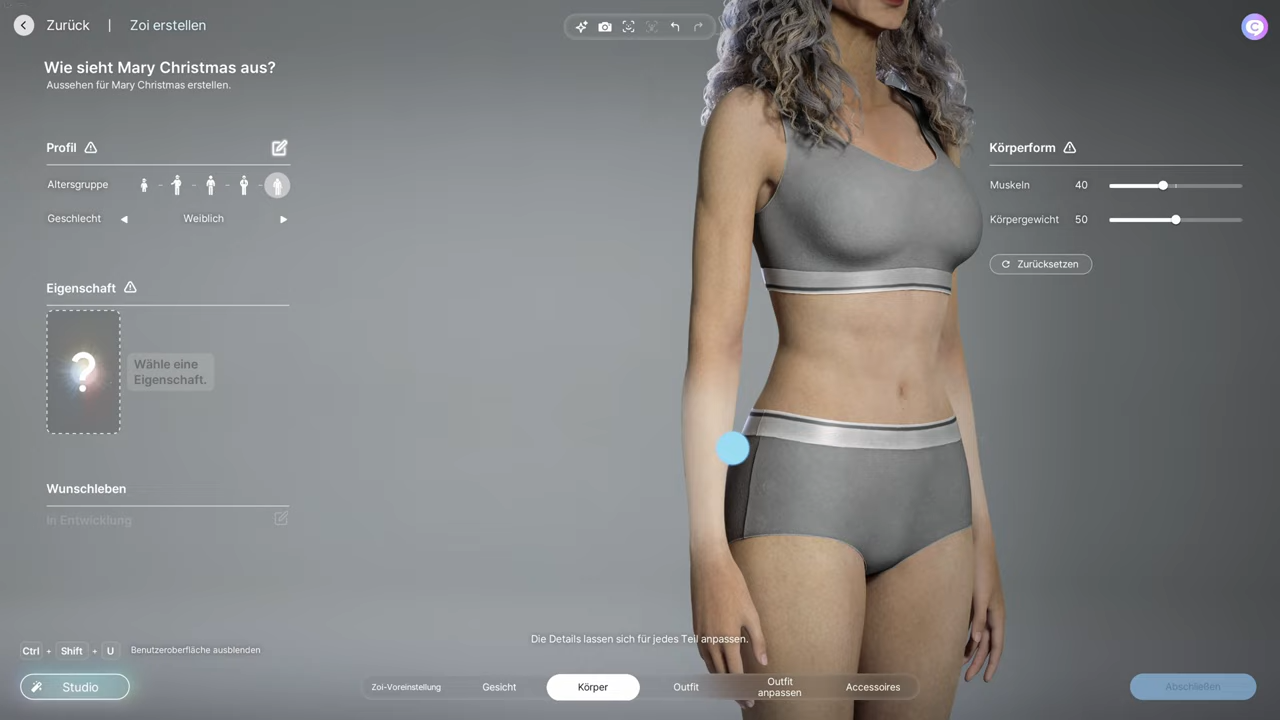 Zurück | Zoi erstellen
Wie sieht Mary Christmas aus?
Aussehen für Mary Christmas erstellen.
Profil
Altersgruppe
Geschlecht
Weiblich
Eigenschaft
?
Wähle eine
Eigenschaft.
Wunschleben
In Entwicklung
Körperform
Muskeln 40
Körpergewicht 50
Zurücksetzen
Die Details lassen sich für jedes Teil anpassen.
Ctrl + Shift + U Benutzeroberfläche ausblenden
Studio
Zoi-Voreinstellung
Gesicht
Körper
Outfit
Outfit
anpassen
Accessoires
Abschließen